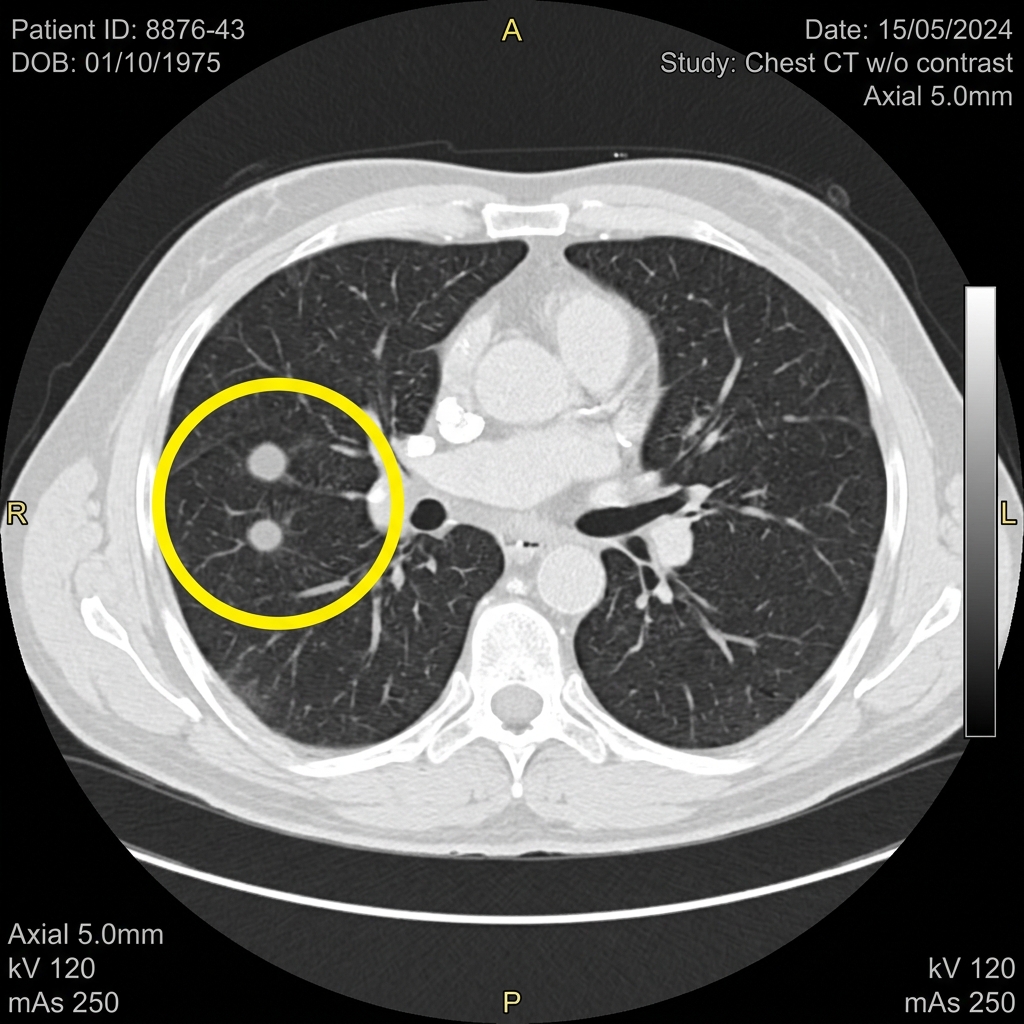 Patient ID: 8876-43
DOB: 01/10/1975
A
Date: 15/05/2024
Study: Chest CT w/o contrast
Axial 5.0mm
R
L
Axial 5.0mm
kV 120
mAs 250
P
kV 120
mAs 250